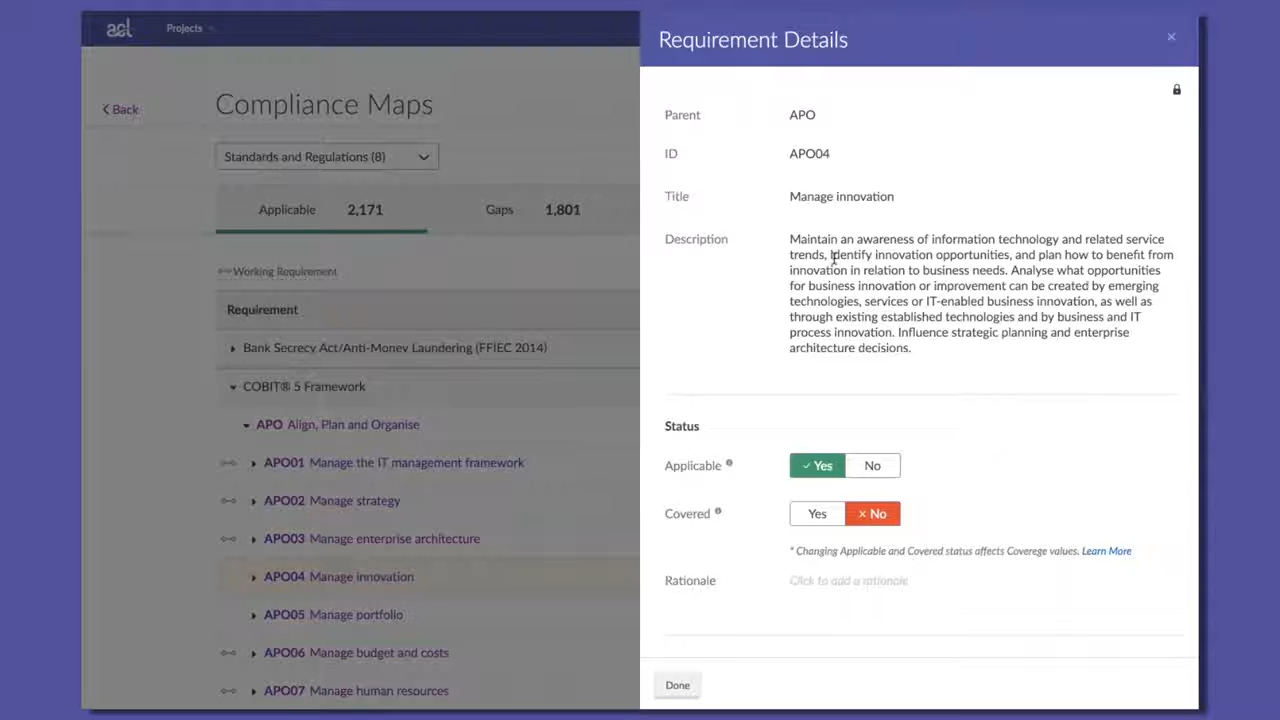 acl
Projects
Back
Compliance Maps
Standards and Regulations (8)
Applicable 2,171 Gaps 1,801
Working Requirement
Requirement
Bank Secrecy Act/Anti-Money Laundering (FFIEC 2014)
COBIT® 5 Framework
APO Align, Plan and Organise
APO01 Manage the IT management framework
APO02 Manage strategy
APO03 Manage enterprise architecture
APO04 Manage innovation
APO05 Manage portfolio
APO06 Manage budget and costs
APO07 Manage human resources
Requirement Details
Parent APO
ID APO04
Title Manage innovation
Description
Maintain an awareness of information technology and related service
trends, identify innovation opportunities, and plan how to benefit from
innovation in relation to business needs. Analyse what opportunities
for business innovation or improvement can be created by emerging
technologies, services or IT-enabled business innovation, as well as
through existing established technologies and by business and IT
process innovation. Influence strategic planning and enterprise
architecture decisions.
Status
Applicable Yes No
Covered Yes No
* Changing Applicable and Covered status affects Coverege values. Learn More
Rationale Click to add a rationale
Done